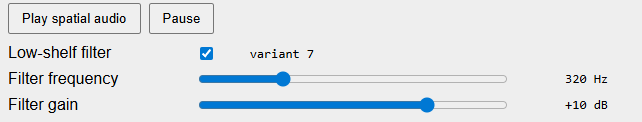 Play spatial audio Pause
Low-shelf filter variant 7
Filter frequency 320 Hz
Filter gain +10 dB